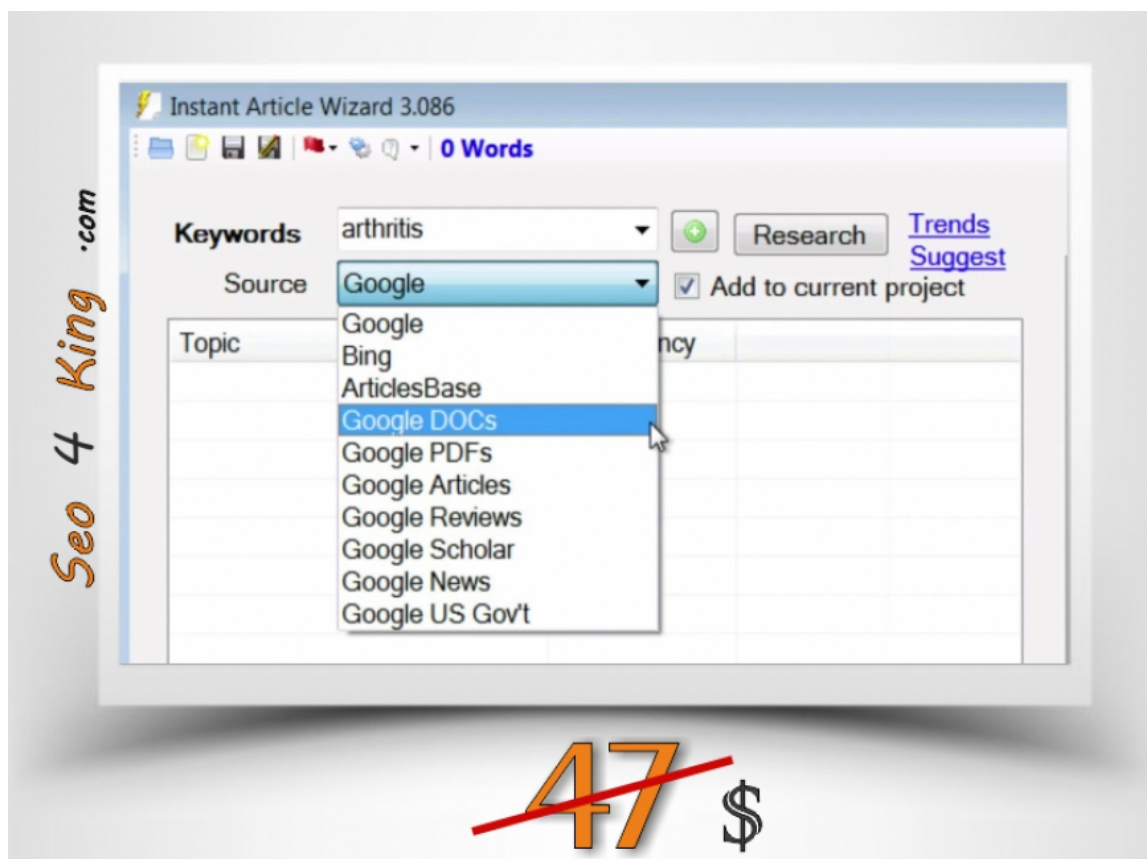 Instant Article Wizard 3.086
0 Words
Keywords
arthritis
Research
Trends
Suggest
Source
Google
Add to current project
Topic
ncy
Google
Bing
ArticlesBase
Google DOCs
Google PDFs
Google Articles
Google Reviews
Google Scholar
Google News
Google US Gov't
Seo 4 King .com
47 $